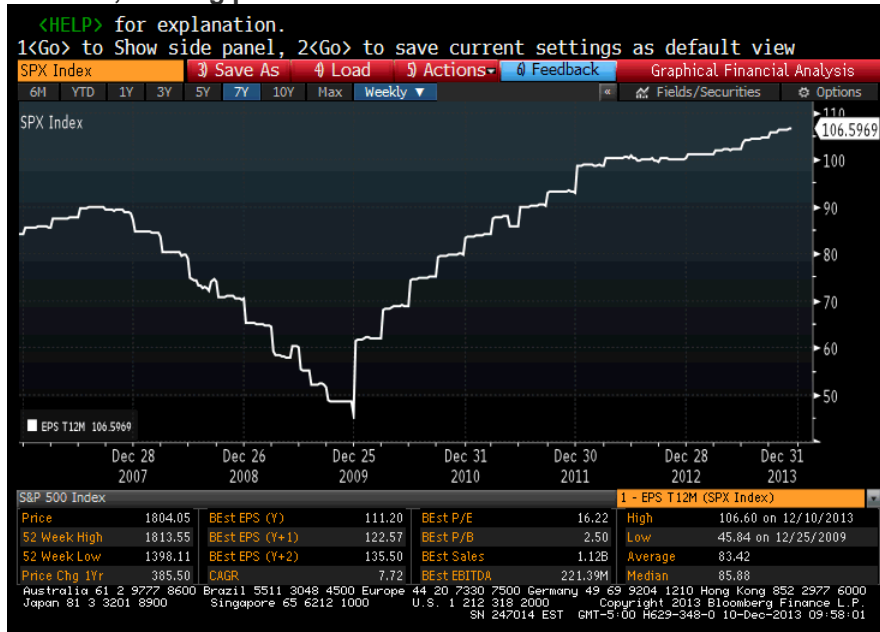 <HELP> for explanation.
1<Go> to Show side panel, 2<Go> to save current settings as default view
SPX Index 3) Save As 4) Load 5) Actions 6) Feedback Graphical Financial Analysis
6M YTD 1Y 3Y 5Y 7Y 10Y Max Weekly ▼ « Fields/Securities Options
SPX Index
110
106.5969
100
90
80
70
60
50
EPS T12M 106.5969
Dec 28 Dec 26 Dec 25 Dec 31 Dec 30 Dec 28 Dec 31
2007 2008 2009 2010 2011 2012 2013
S&P 500 Index 1 - EPS T12M (SPX Index)
Price 1804.05 BEst EPS (Y) 111.20 BEst P/E 16.22 High 106.60 on 12/10/2013
52 Week High 1813.55 BEst EPS (Y+1) 122.57 BEst P/B 2.50 Low 45.84 on 12/25/2009
52 Week Low 1398.11 BEst EPS (Y+2) 135.50 BEst Sales 1.12B Average 83.42
Price Chg 1Yr 385.50 CAGR 7.72 BEst EBITDA 221.39M Median 85.88
Australia 61 2 9777 8600 Brazil 5511 3048 4500 Europe 44 20 7330 7500 Germany 49 69 9204 1210 Hong Kong 852 2977 6000
Japan 81 3 3201 8900 Singapore 65 6212 1000 U.S. 1 212 318 2000 Copyright 2013 Bloomberg Finance L.P.
SN 247014 EST GMT-5:00 H629-348-0 10-Dec-2013 09:58:01